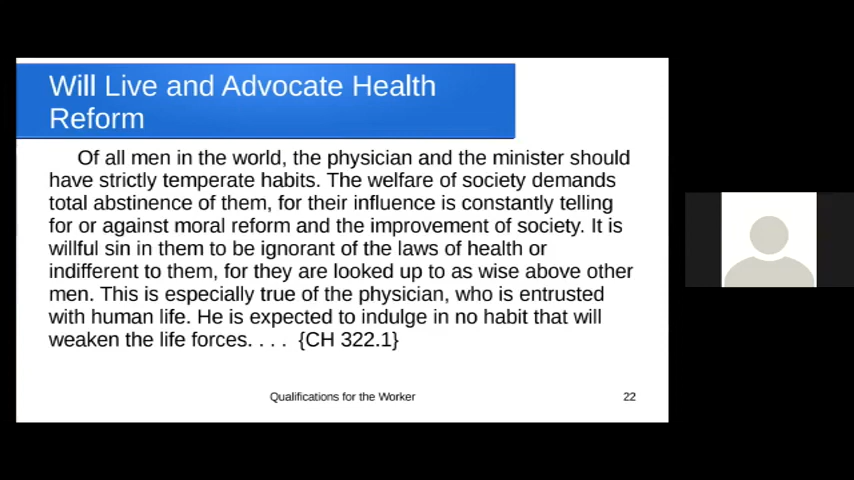 Will Live and Advocate Health
Reform
Of all men in the world, the physician and the minister should
have strictly temperate habits. The welfare of society demands
total abstinence of them, for their influence is constantly telling
for or against moral reform and the improvement of society. It is
willful sin in them to be ignorant of the laws of health or
indifferent to them, for they are looked up to as wise above other
men. This is especially true of the physician, who is entrusted
with human life. He is expected to indulge in no habit that will
weaken the life forces. . . . {CH 322.1}
Qualifications for the Worker 22